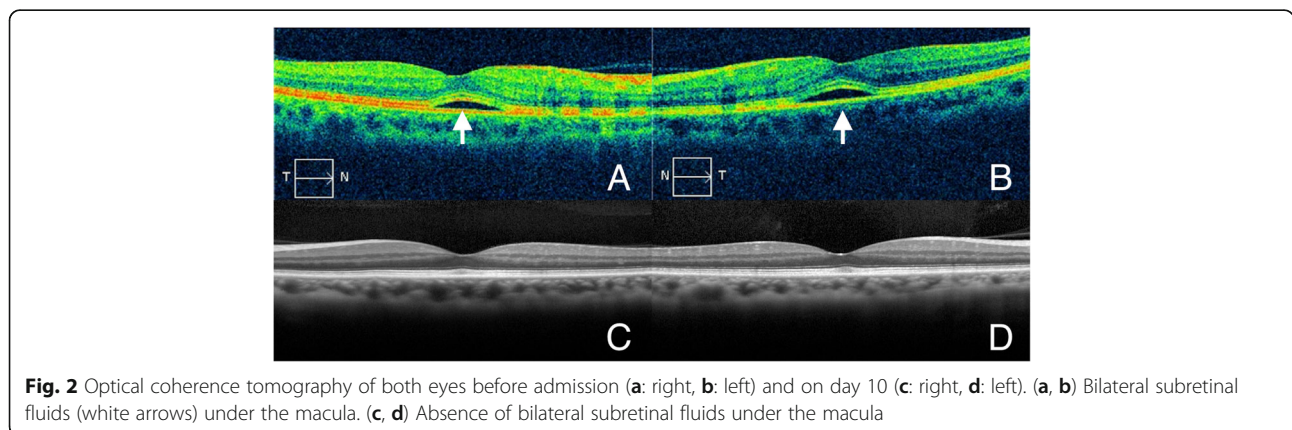 T N
A
N T
B
C
D
Fig. 2 Optical coherence tomography of both eyes before admission (a: right, b: left) and on day 10 (c: right, d: left). (a, b) Bilateral subretinal
fluids (white arrows) under the macula. (c, d) Absence of bilateral subretinal fluids under the macula